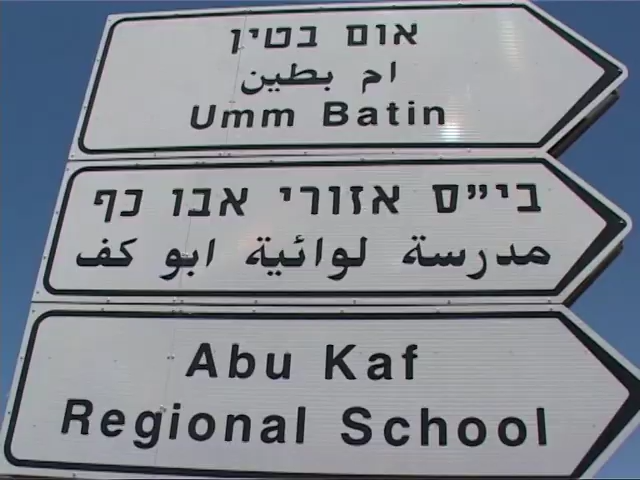 אום בטין
ام بطين
Umm Batin
בי״ס אזורי אבו כף
مدرسة لوائية ابو كف
Abu Kaf
Regional School